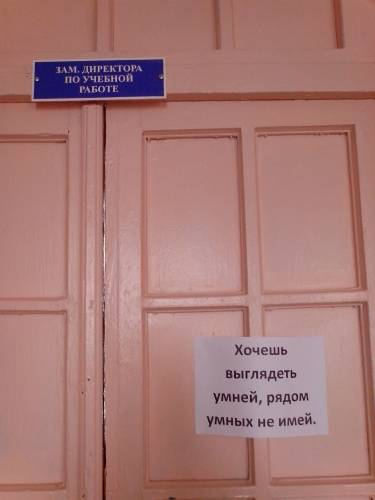 ЗАМ. ДИРЕКТОРА
ПО УЧЕБНОЙ
РАБОТЕ
Хочешь
выглядеть
умней, рядом
умных не имей.